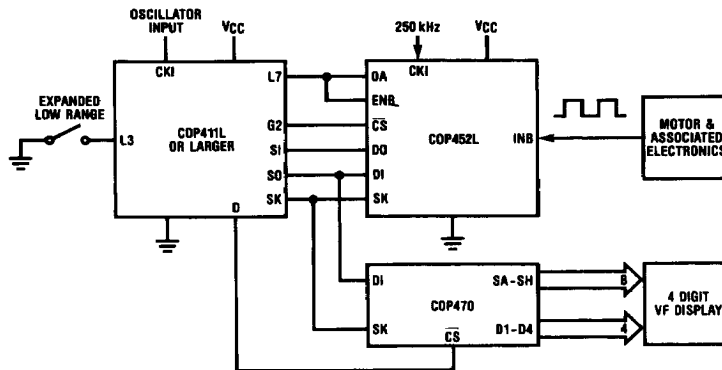 OSCILLATOR
INPUT
VCC
250 kHz
VCC
CKI
L7
OA
CKI
ENB
EXPANDED
LOW RANGE
L3
COP411L
OR LARGER
G2
CS
COP452L
INB
MOTOR &
ASSOCIATED
ELECTRONICS
SI
DO
SO
DI
SK
SK
D
DI
SA-SH
8
4 DIGIT
VF DISPLAY
COP470
SK
D1-D4
4
CS